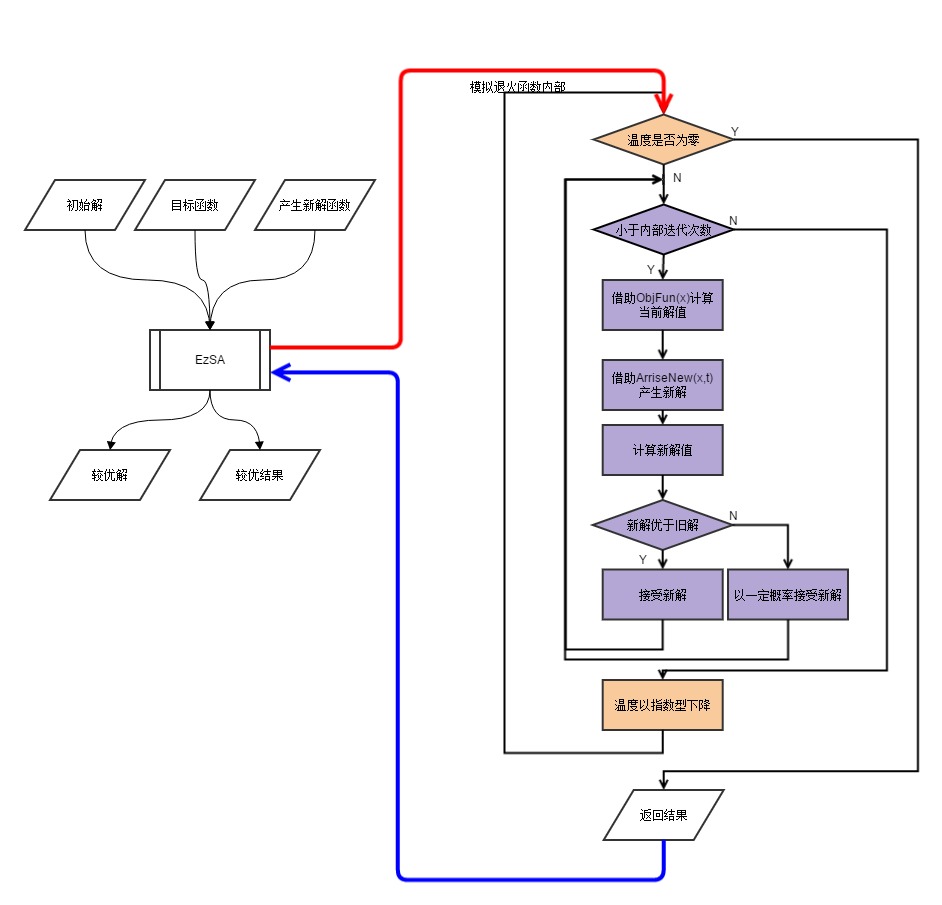 模拟退火函数内部
温度是否为零
Y
N
初始解
目标函数
产生新解函数
小于内部迭代次数
N
Y
借助ObjFun(x)计算
当前解值
EzSA
借助ArriseNew(x,t)
产生新解
计算新解值
较优解
较优结果
新解优于旧解
N
Y
接受新解
以一定概率接受新解
温度以指数型下降
返回结果